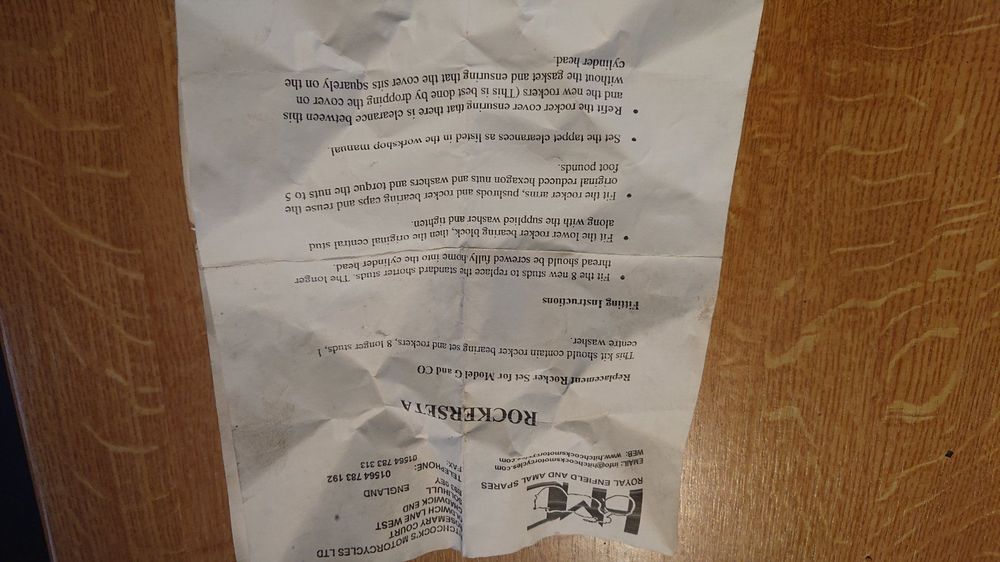 ROYAL ENFIELD AND AMAL SPARES
EMAIL: info@hitchcocksmotorcycles.com
WEB: www.hitchcocksmotorcycles.com
TCHCOCK'S MOTORCYCLES LTD
SEMARY COURT
DWICH LANE WEST
CHADWICK END
SOLIHULL
B93 0EY ENGLAND
TELEPHONE: 01564 783 192
FAX: 01564 783 313
ROCKERSETA
Replacement Rocker Set for Model G and CO
This kit should contain rocker bearing set and rockers, 8 longer studs, 1
centre washer.
Fitting Instructions
• Fit the 8 new studs to replace the standard shorter studs. The longer
thread should be screwed fully home into the cylinder head.
• Fit the lower rocker bearing block, then the original central stud
along with the supplied washer and tighten.
• Fit the rocker arms, pushrods and rocker bearing caps and reuse the
original reduced hexagon nuts and washers and torque the nuts to 5
foot pounds.
• Set the tappet clearances as listed in the workshop manual.
• Refit the rocker cover ensuring that there is clearance between this
and the new rockers (This is best done by dropping the cover on
without the gasket and ensuring that the cover sits squarely on the
cylinder head.